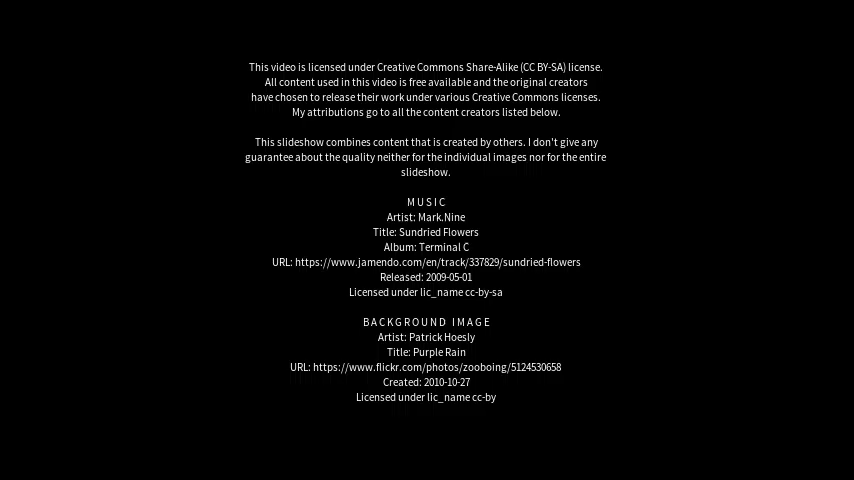 This video is licensed under Creative Commons Share-Alike (CC BY-SA) license.
All content used in this video is free available and the original creators
have chosen to release their work under various Creative Commons licenses.
My attributions go to all the content creators listed below.
This slideshow combines content that is created by others. I don't give any
guarantee about the quality neither for the individual images nor for the entire
slideshow.
MUSIC
Artist: Mark.Nine
Title: Sundried Flowers
Album: Terminal C
URL: https://www.jamendo.com/en/track/337829/sundried-flowers
Released: 2009-05-01
Licensed under lic_name cc-by-sa
BACKGROUND IMAGE
Artist: Patrick Hoesly
Title: Purple Rain
URL: https://www.flickr.com/photos/zooboing/5124530658
Created: 2010-10-27
Licensed under lic_name cc-by